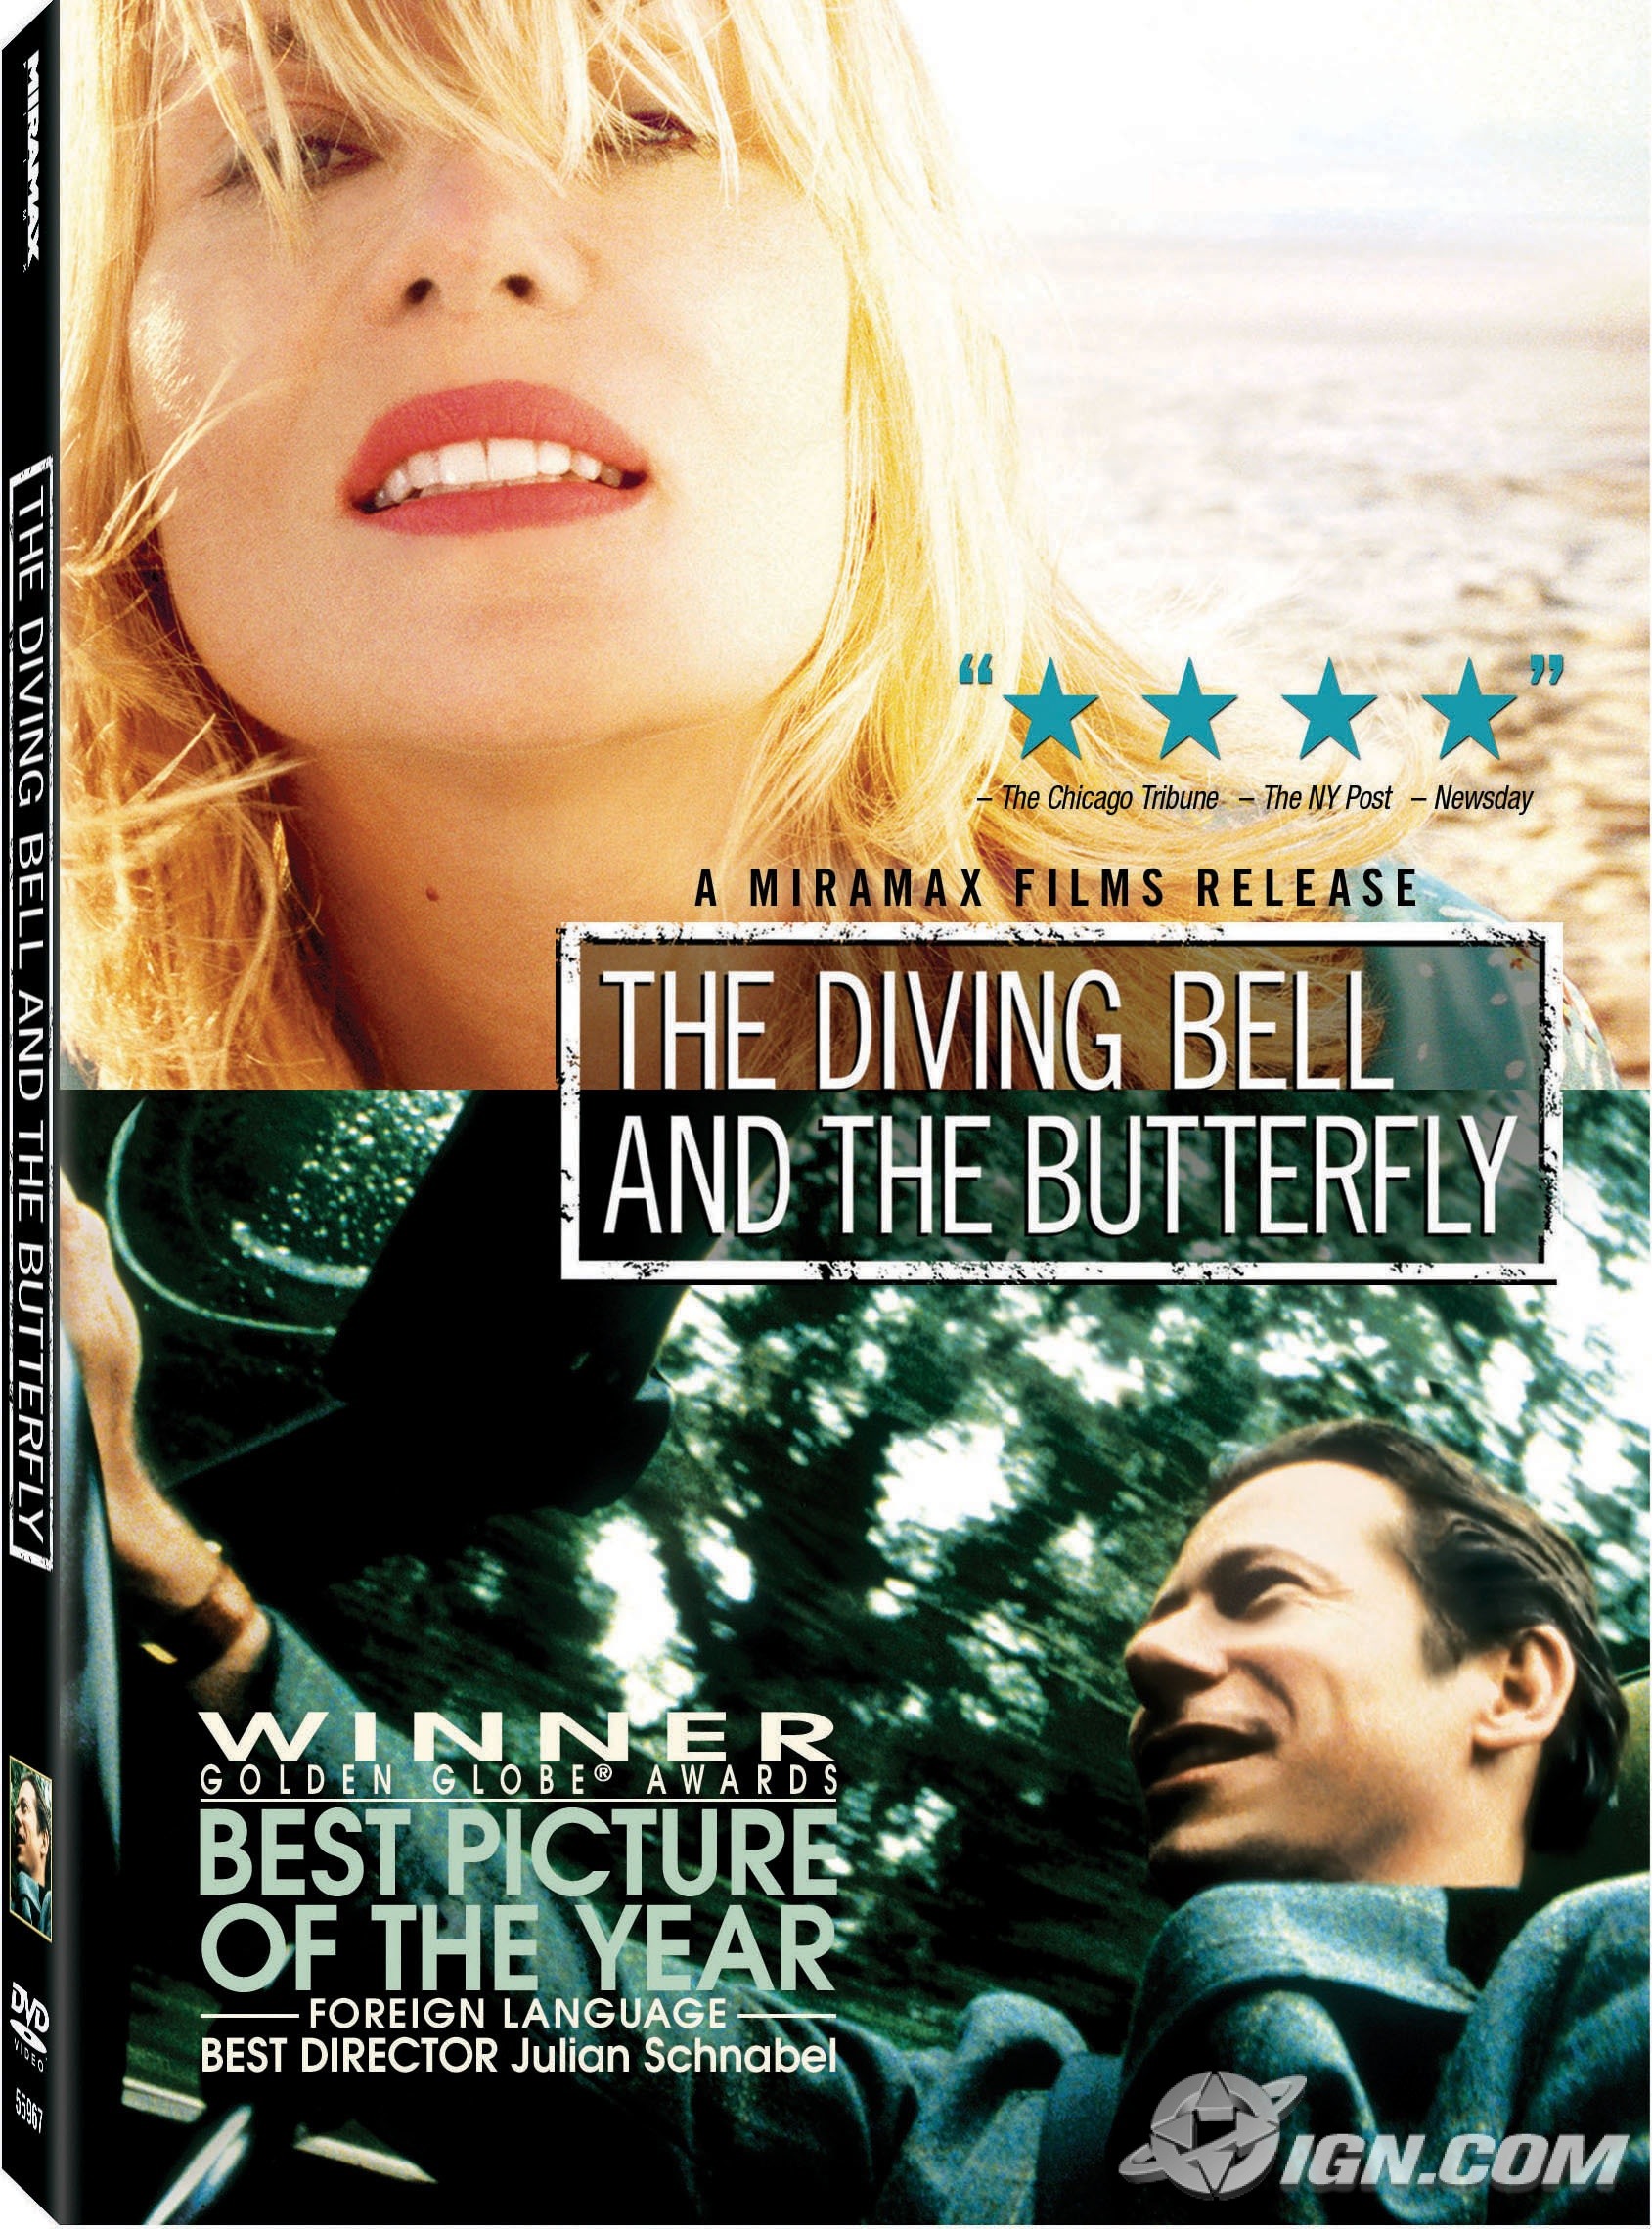 MIRAMAX
THE DIVING BELL AND THE BUTTERFLY
DVD
VIDEO
55967
“★★★★”
– The Chicago Tribune – The NY Post – Newsday
A MIRAMAX FILMS RELEASE
THE DIVING BELL
AND THE BUTTERFLY
WINNER
GOLDEN GLOBE® AWARDS
BEST PICTURE
OF THE YEAR
FOREIGN LANGUAGE
BEST DIRECTOR Julian Schnabel
IGN.COM